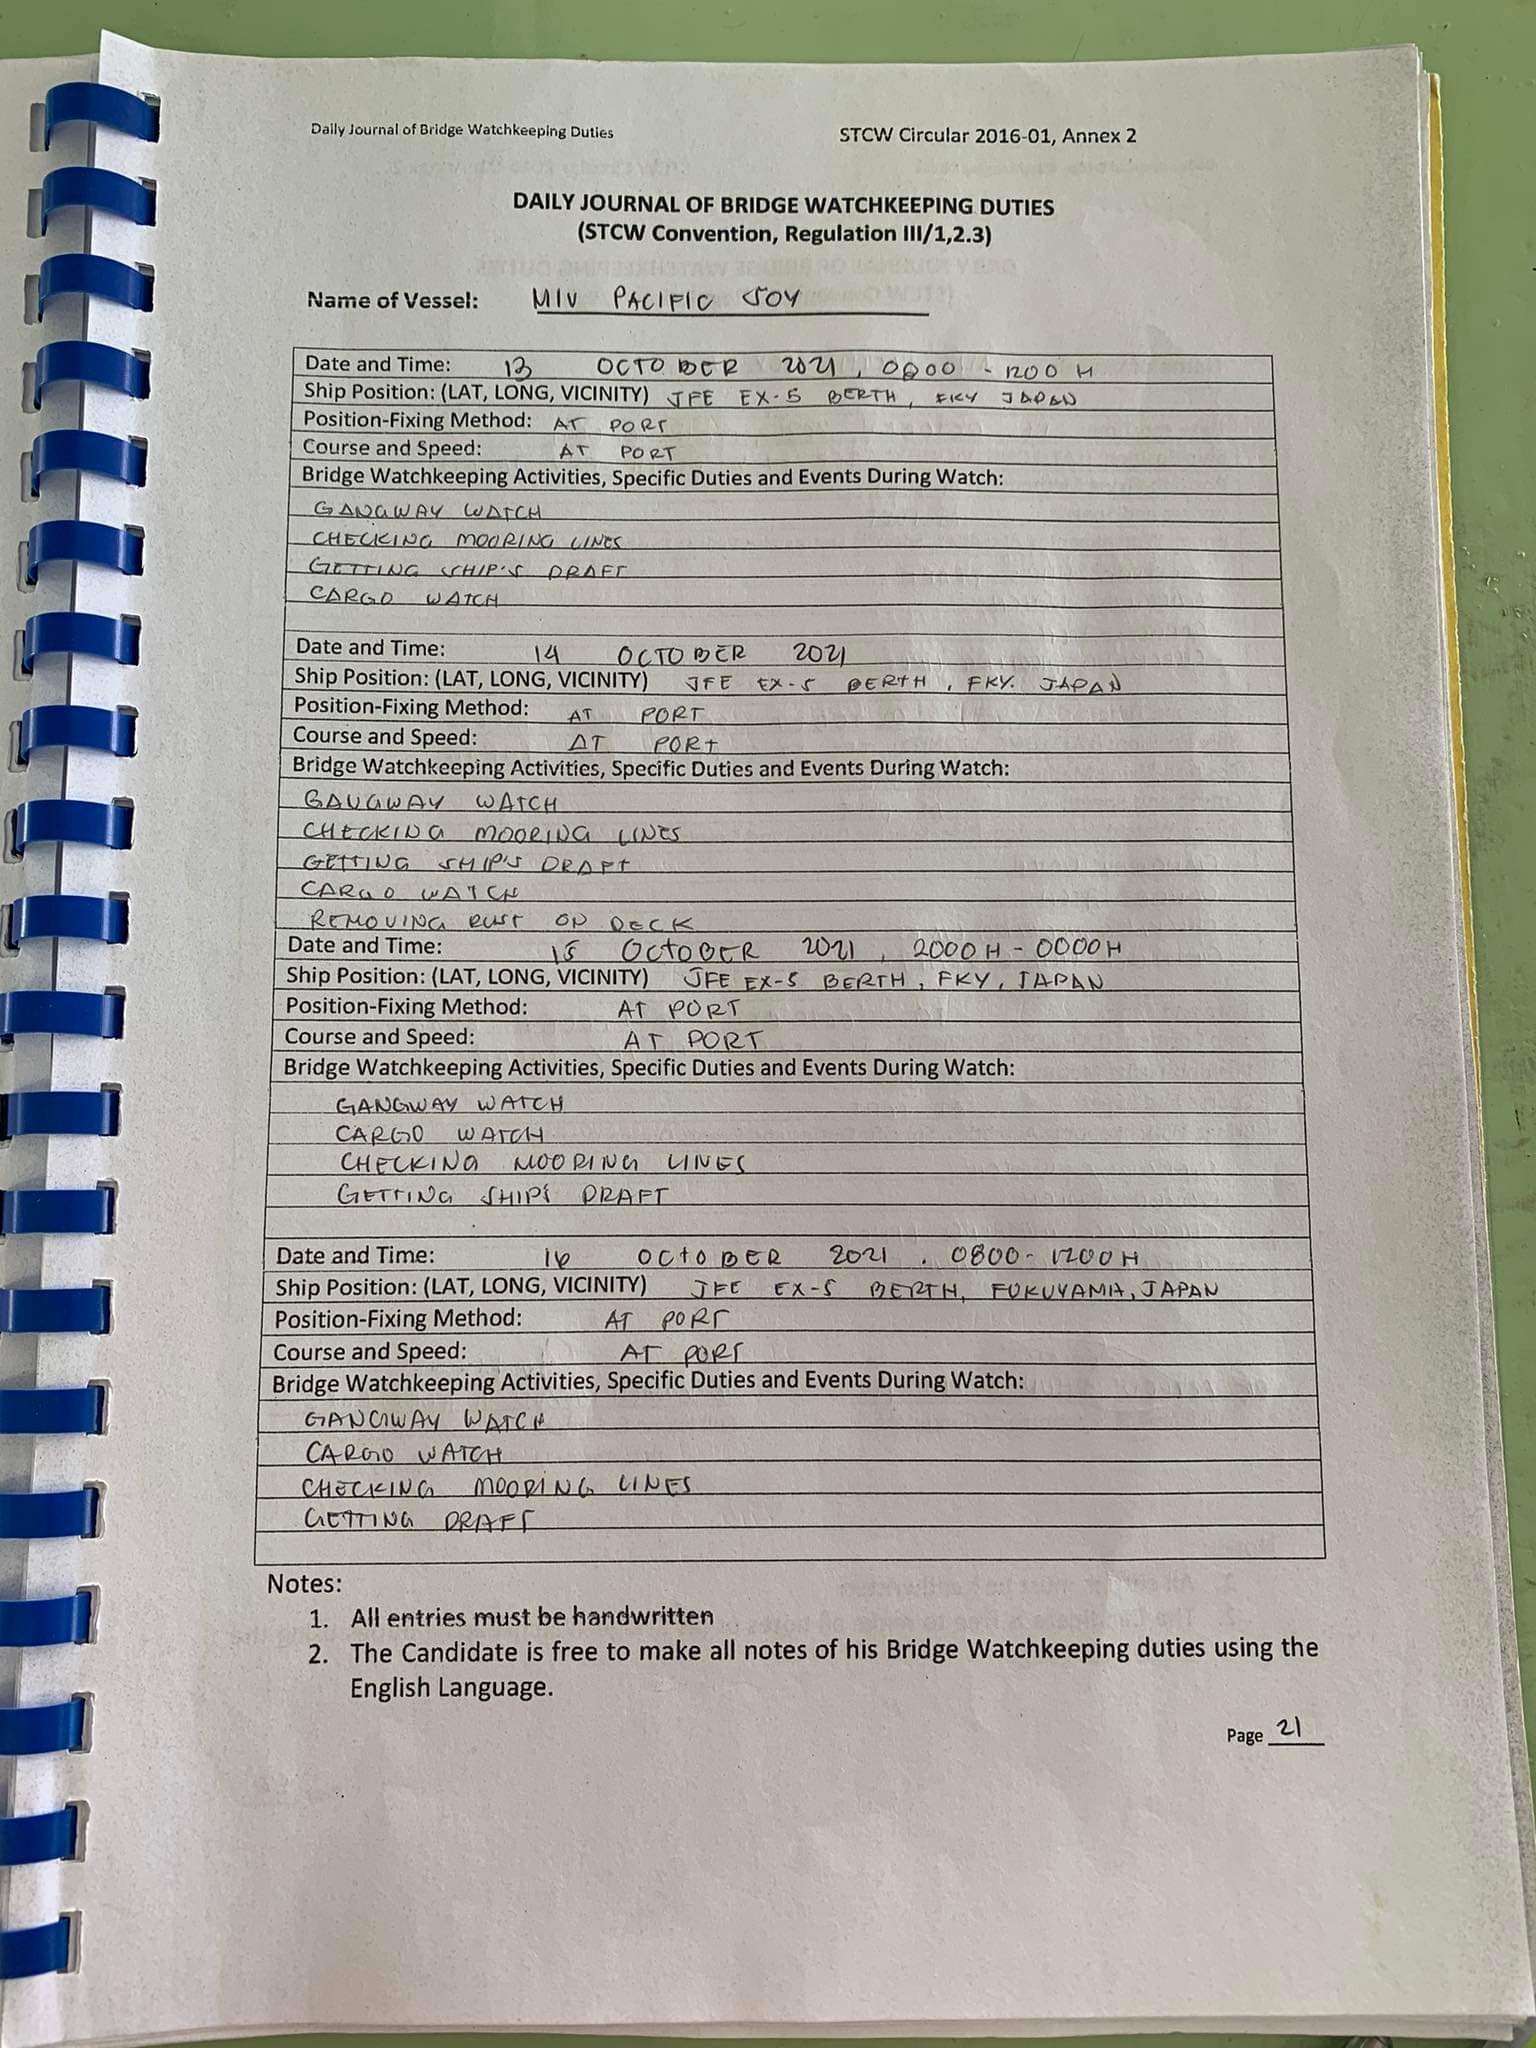 Daily Journal of Bridge Watchkeeping Duties
STCW Circular 2016-01, Annex 2
DAILY JOURNAL OF BRIDGE WATCHKEEPING DUTIES
(STCW Convention, Regulation III/1,2.3)
Name of Vessel: M/V PACIFIC JOY
Date and Time: 13 OCTOBER 2021, 0800 - 1200 H
Ship Position: (LAT, LONG, VICINITY) JFE EX-5 BERTH, FKY JAPAN
Position-Fixing Method: AT PORT
Course and Speed: AT PORT
Bridge Watchkeeping Activities, Specific Duties and Events During Watch:
GANGWAY WATCH
CHECKING MOORING LINES
GETTING SHIP'S DRAFT
CARGO WATCH
Date and Time: 14 OCTOBER 2021
Ship Position: (LAT, LONG, VICINITY) JFE EX-5 BERTH, FKY. JAPAN
Position-Fixing Method: AT PORT
Course and Speed: AT PORT
Bridge Watchkeeping Activities, Specific Duties and Events During Watch:
GANGWAY WATCH
CHECKING MOORING LINES
GETTING SHIP'S DRAFT
CARGO WATCH
REMOVING RUST ON DECK
Date and Time: 15 OCTOBER 2021, 2000H - 0000H
Ship Position: (LAT, LONG, VICINITY) JFE EX-5 BERTH, FKY, JAPAN
Position-Fixing Method: AT PORT
Course and Speed: AT PORT
Bridge Watchkeeping Activities, Specific Duties and Events During Watch:
GANGWAY WATCH
CARGO WATCH
CHECKING MOORING LINES
GETTING SHIP'S DRAFT
Date and Time: 16 OCTOBER 2021. 0800-1200H
Ship Position: (LAT, LONG, VICINITY) JFE EX-5 BERTH, FUKUYAMA, JAPAN
Position-Fixing Method: AT PORT
Course and Speed: AT PORT
Bridge Watchkeeping Activities, Specific Duties and Events During Watch:
GANGWAY WATCH
CARGO WATCH
CHECKING MOORING LINES
GETTING DRAFT
Notes:
1. All entries must be handwritten
2. The Candidate is free to make all notes of his Bridge Watchkeeping duties using the
English Language.
Page 21